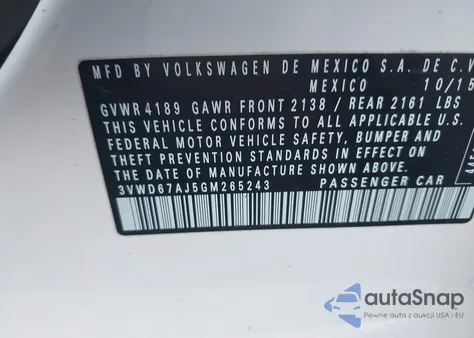 MFD BY VOLKSWAGEN DE MEXICO S.A. DE C.V
MEXICO 10/15
GVWR 4189 GAWR FRONT 2138 / REAR 2161 LBS
THIS VEHICLE CONFORMS TO ALL APPLICABLE U.S.
FEDERAL MOTOR VEHICLE SAFETY, BUMPER AND
THEFT PREVENTION STANDARDS IN EFFECT ON THE
DATE OF MANUFACTURE SHOWN ABOVE.
3VWD67AJ5GM265243 PASSENGER CAR
autaSnap
Pewne auta z aukcji USA i EU